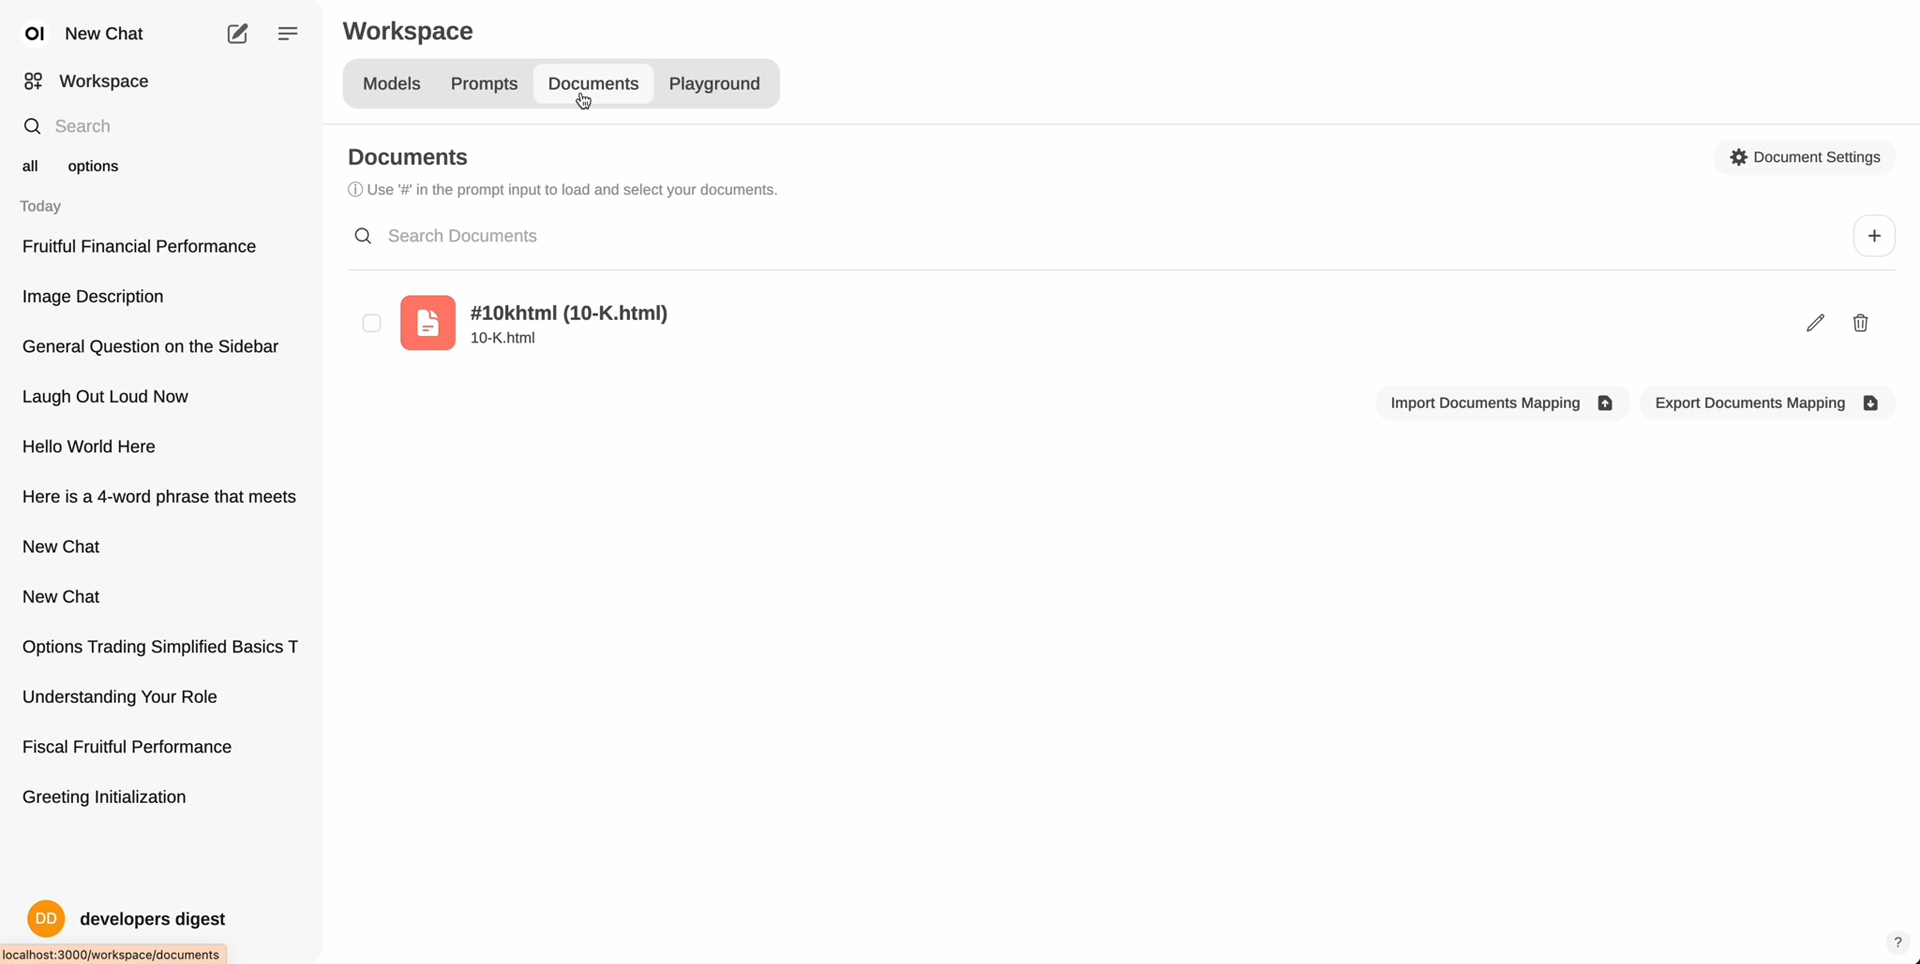 OI New Chat
Workspace
Search
all options
Today
Fruitful Financial Performance
Image Description
General Question on the Sidebar
Laugh Out Loud Now
Hello World Here
Here is a 4-word phrase that meets
New Chat
New Chat
Options Trading Simplified Basics T
Understanding Your Role
Fiscal Fruitful Performance
Greeting Initialization
DD developers digest
localhost:3000/workspace/documents
Workspace
Models Prompts Documents Playground
Documents
Document Settings
Use '#' in the prompt input to load and select your documents.
Search Documents
+
#10khtml (10-K.html)
10-K.html
Import Documents Mapping Export Documents Mapping
?